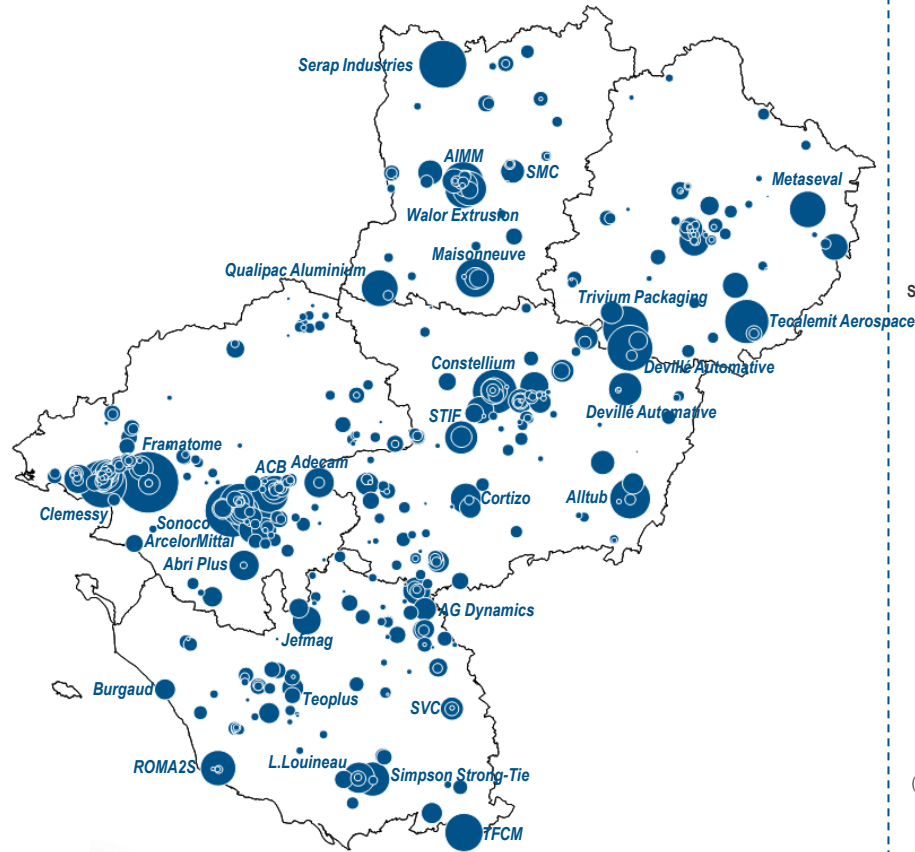 Serap Industries
AIMM
SMC
Metaseval
Walor Extrusion
Maisonneuve
Qualipac Aluminium
Trivium Packaging
Tecalemit Aerospace
Devillé Automative
Constellium
Devillé Automative
STIF
Framatome
ACB
Adecam
Cortizo
Alltub
Clemessy
Sonoco
ArcelorMittal
Abri Plus
AG Dynamics
Jefmag
Burgaud
Teoplus
SVC
L.Louineau
ROMA2S
Simpson Strong-Tie
TFCM